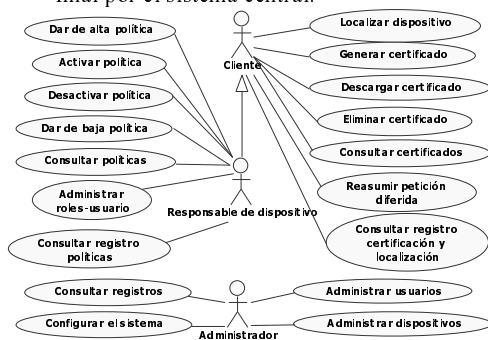 final por el sistema central.
Dar de alta política
Activar política
Desactivar política
Dar de baja política
Consultar políticas
Administrar
roles-usuario
Consultar registro
políticas
Cliente
Responsable de dispositivo
Localizar dispositivo
Generar certificado
Descargar certificado
Eliminar certificado
Consultar certificados
Reasumir petición
diferida
Consultar registro
certificación y
localización
Consultar registros
Configurar el sistema
Administrador
Administrar usuarios
Administrar dispositivos